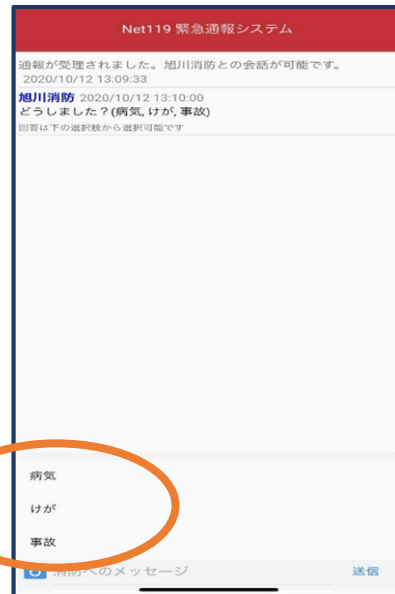 Net119 緊急通報システム
通報が受理されました。旭川消防との会話が可能です。
2020/10/12 13:09:33
旭川消防 2020/10/12 13:10:00
どうしました？(病気,けが,事故)
回答は下の選択肢から選択可能です
病気
けが
事故
消防へのメッセージ 送信